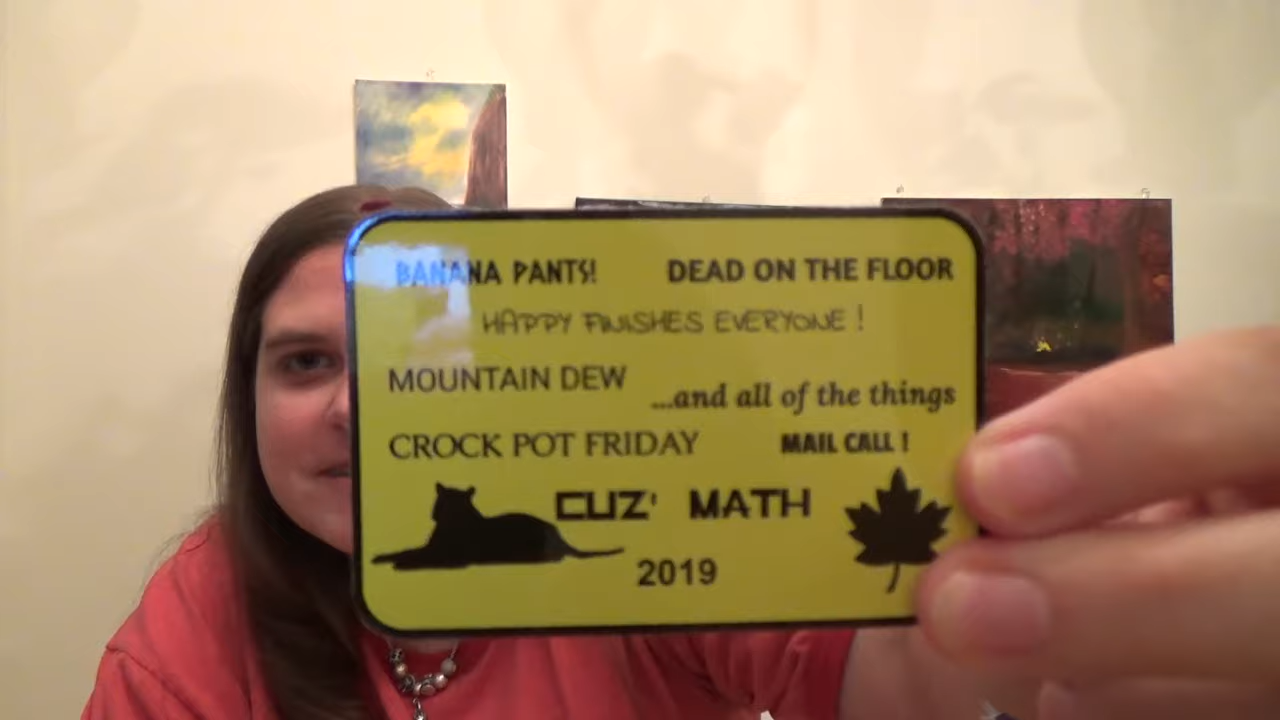 BANANA PANTS! DEAD ON THE FLOOR
HAPPY FINISHES EVERYONE !
MOUNTAIN DEW
...and all of the things
CROCK POT FRIDAY MAIL CALL !
CUZ' MATH
2019